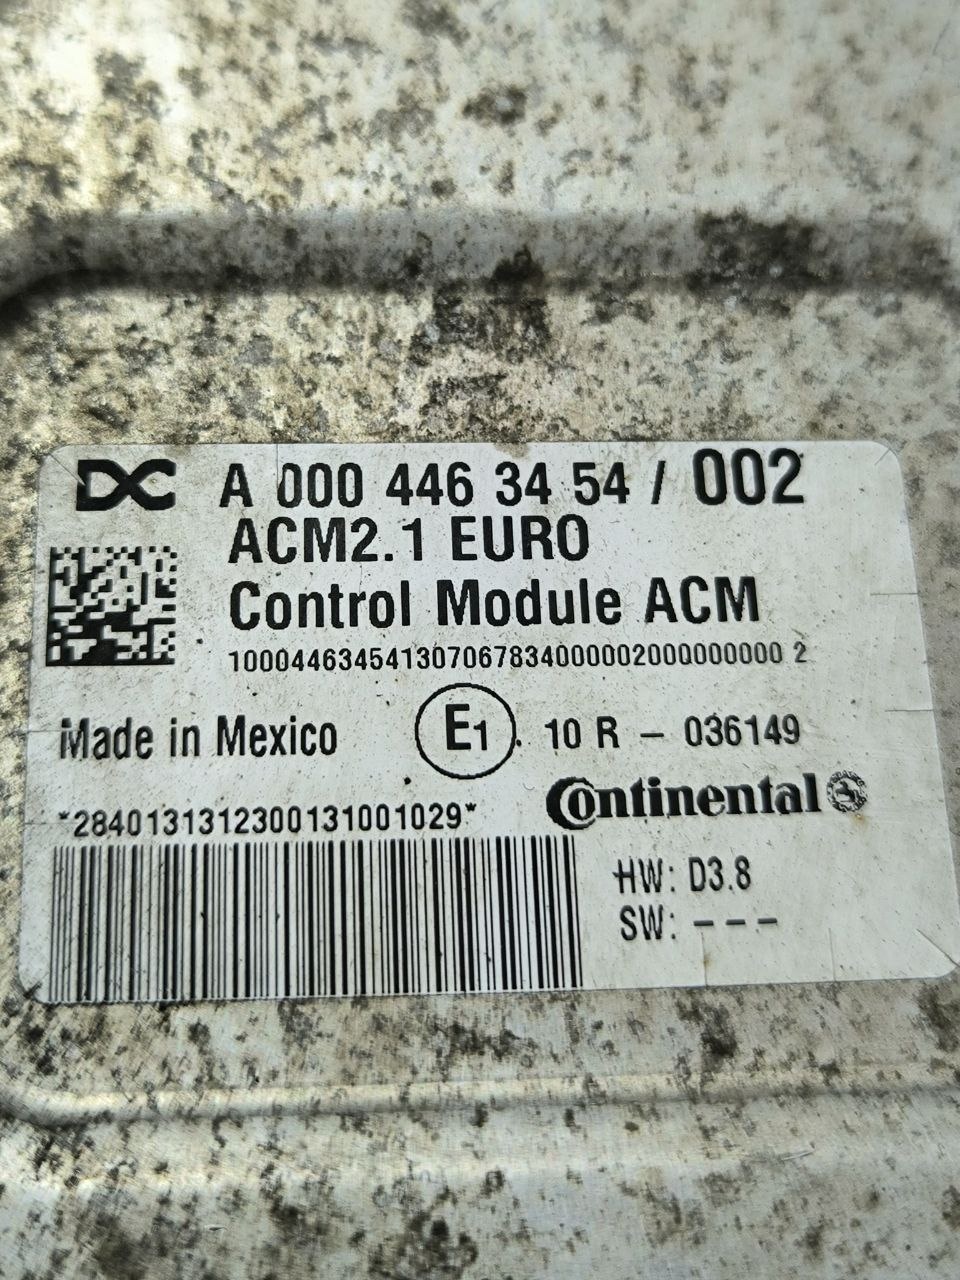 DC A 000 446 34 54 / 002
ACM2.1 EURO
Control Module ACM
10004463454130706783400000200000000 2
Made in Mexico E1 10 R - 036149
*2840131312300131001029* Continental
HW: D3.8
SW: ---